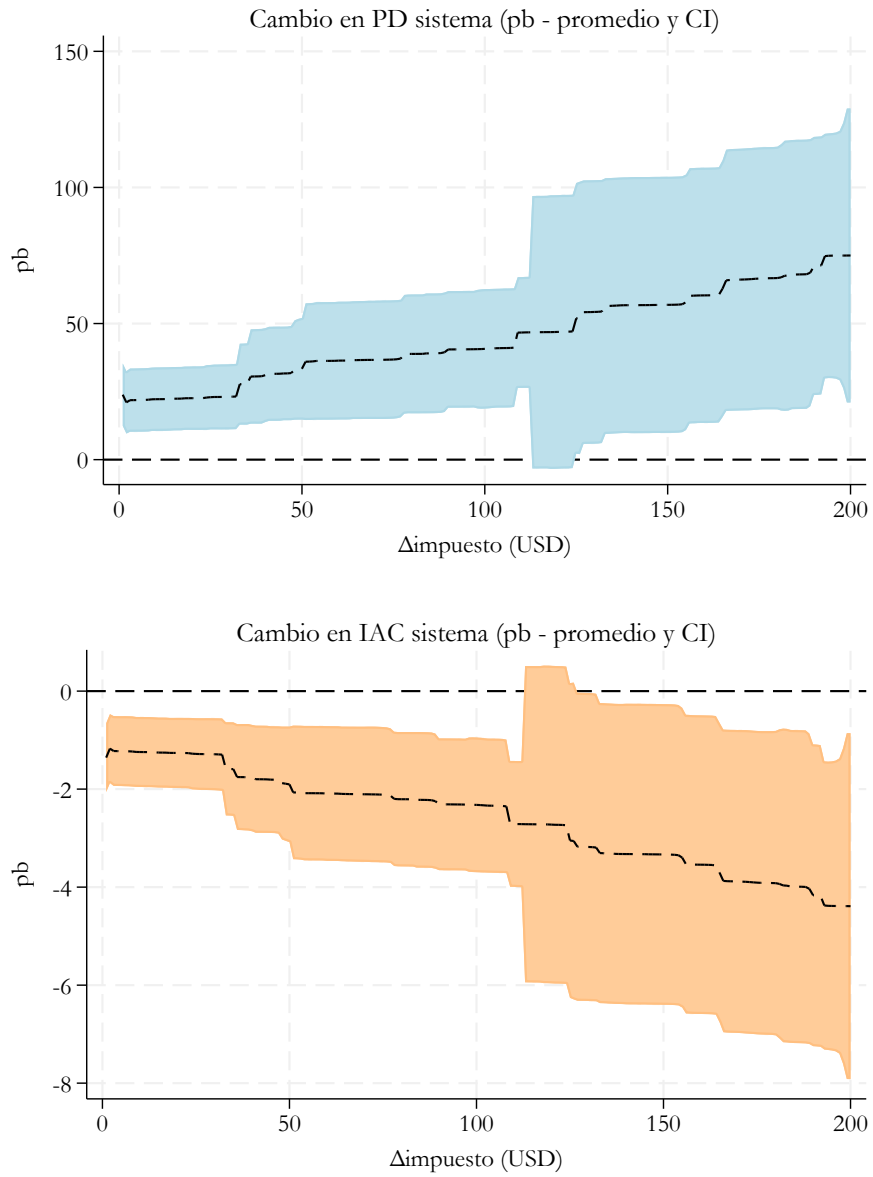 Cambio en PD sistema (pb - promedio y CI)
150
100
50
0
pb
0 50 100 150 200
Δimpuesto (USD)
Cambio en IAC sistema (pb - promedio y CI)
0
-2
-4
-6
-8
pb
0 50 100 150 200
Δimpuesto (USD)